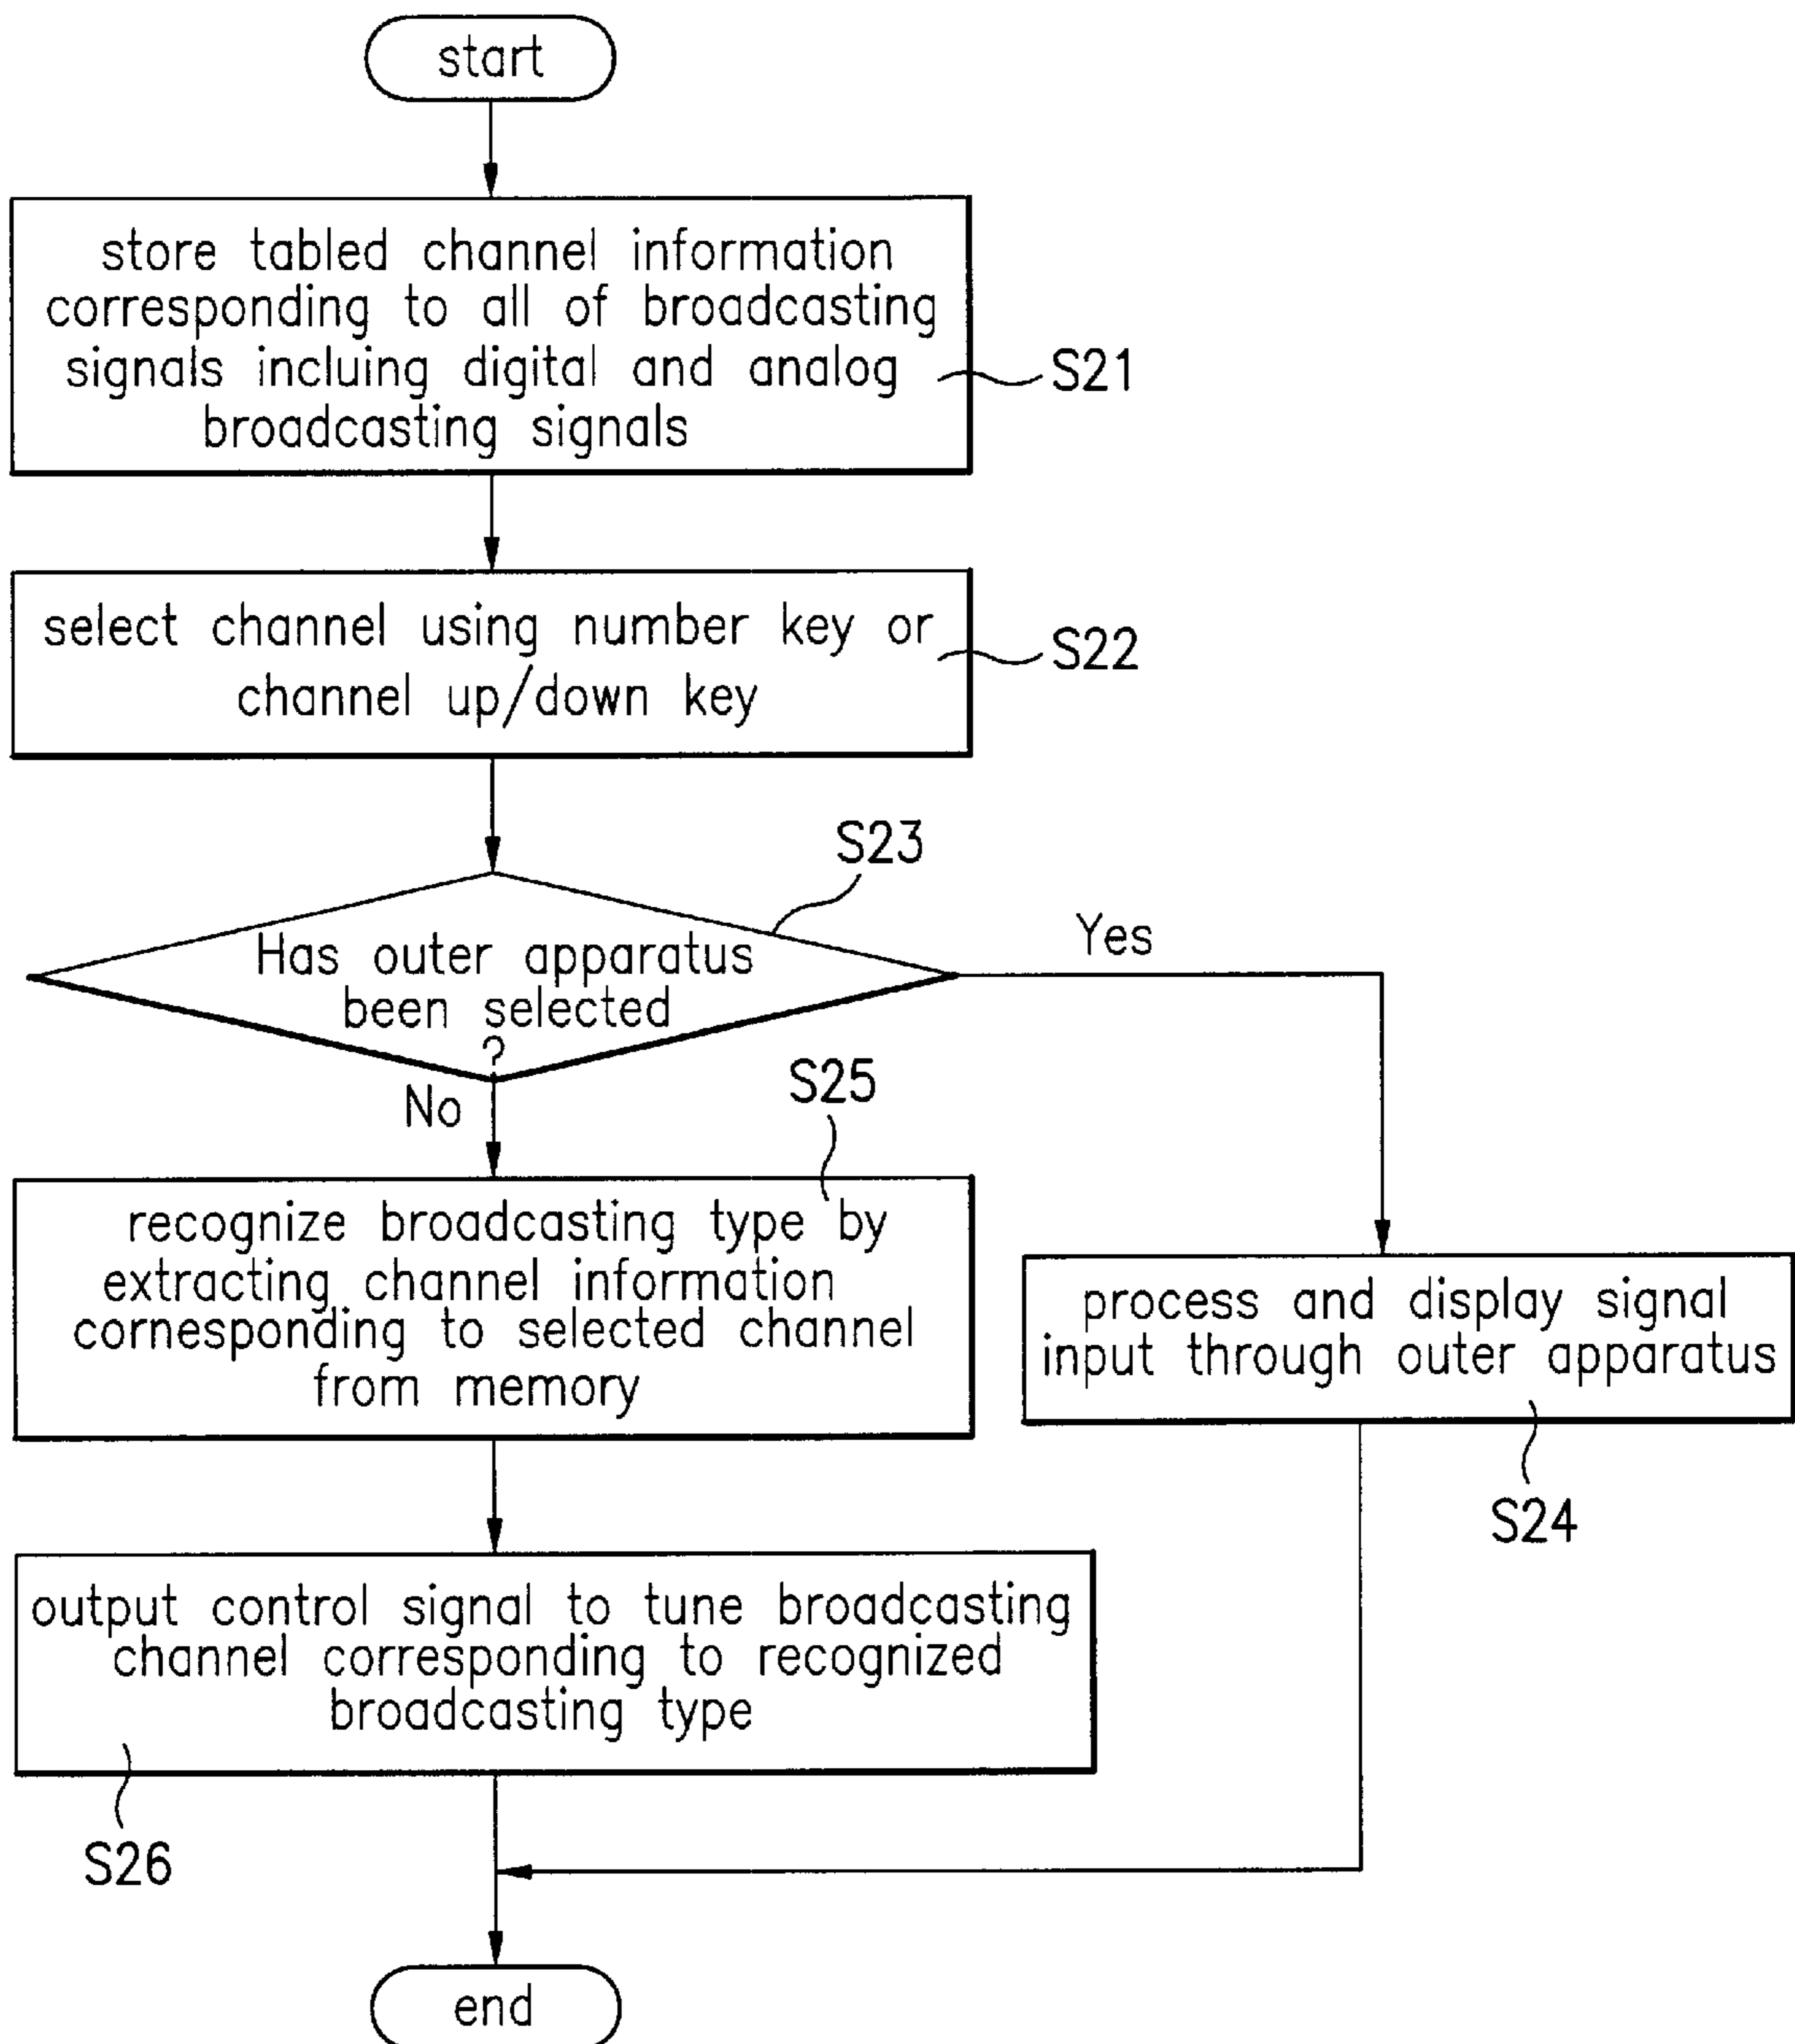 start
store tabled channel information
corresponding to all of broadcasting
signals incluing digital and analog
broadcasting signals
S21
select channel using number key or
channel up/down key
S22
S23
Has outer apparatus
been selected
?
Yes
No
S25
recognize broadcasting type by
extracting channel information
cornesponding to selected channel
from memory
process and display signal
input through outer apparatus
S24
output control signal to tune broadcasting
channel corresponding to recognized
broadcasting type
S26
end